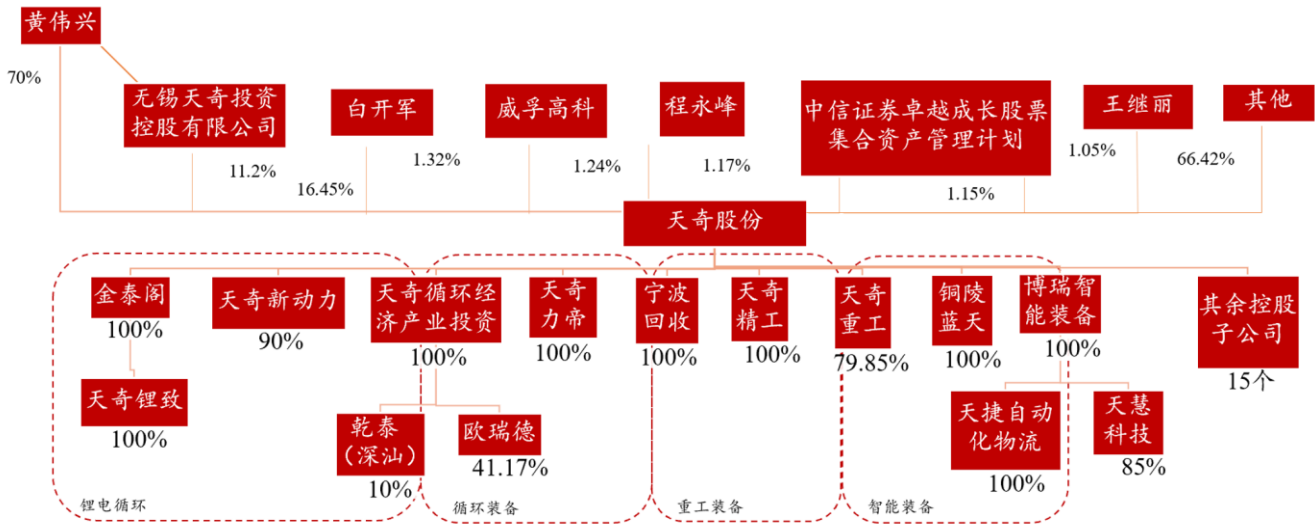 黄伟兴
70%
无锡天奇投资
控股有限公司
白开军
威孚高科
程永峰
中信证券卓越成长股票
集合资产管理计划
王继丽
其他
11.2%
16.45%
1.32%
1.24%
1.17%
1.15%
1.05%
66.42%
天奇股份
金泰阁
100%
天奇新动力
90%
天奇循环经
济产业投资
100%
天奇
力帝
100%
宁波
回收
100%
天奇
精工
100%
天奇
重工
79.85%
铜陵
蓝天
100%
博瑞智
能装备
100%
其余控股
子公司
15个
天奇锂致
100%
乾泰
（深汕）
10%
欧瑞德
41.17%
天捷自动
化物流
100%
天慧
科技
85%
锂电循环
循环装备
重工装备
智能装备